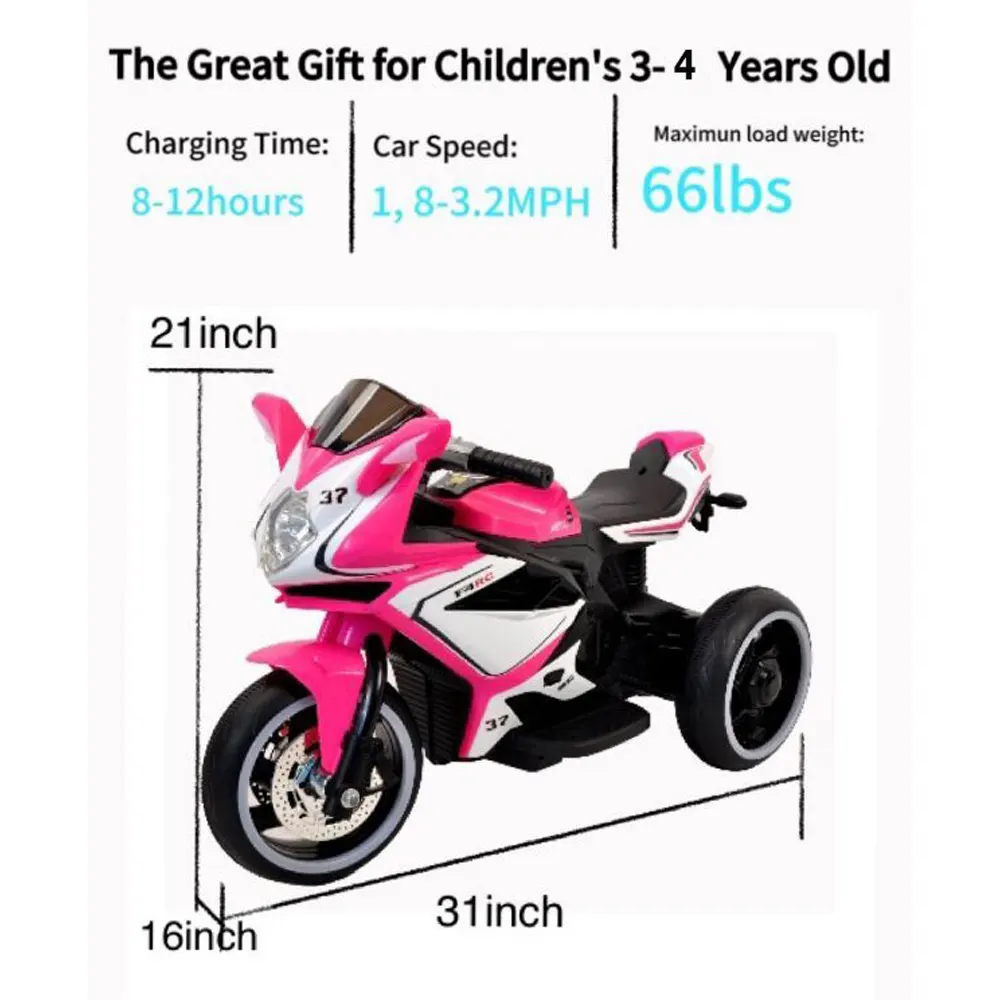 The Great Gift for Children's 3- 4 Years Old
Charging Time:
8-12hours
Car Speed:
1, 8-3.2MPH
Maximun load weight:
66lbs
21inch
37
37
31inch
16inch